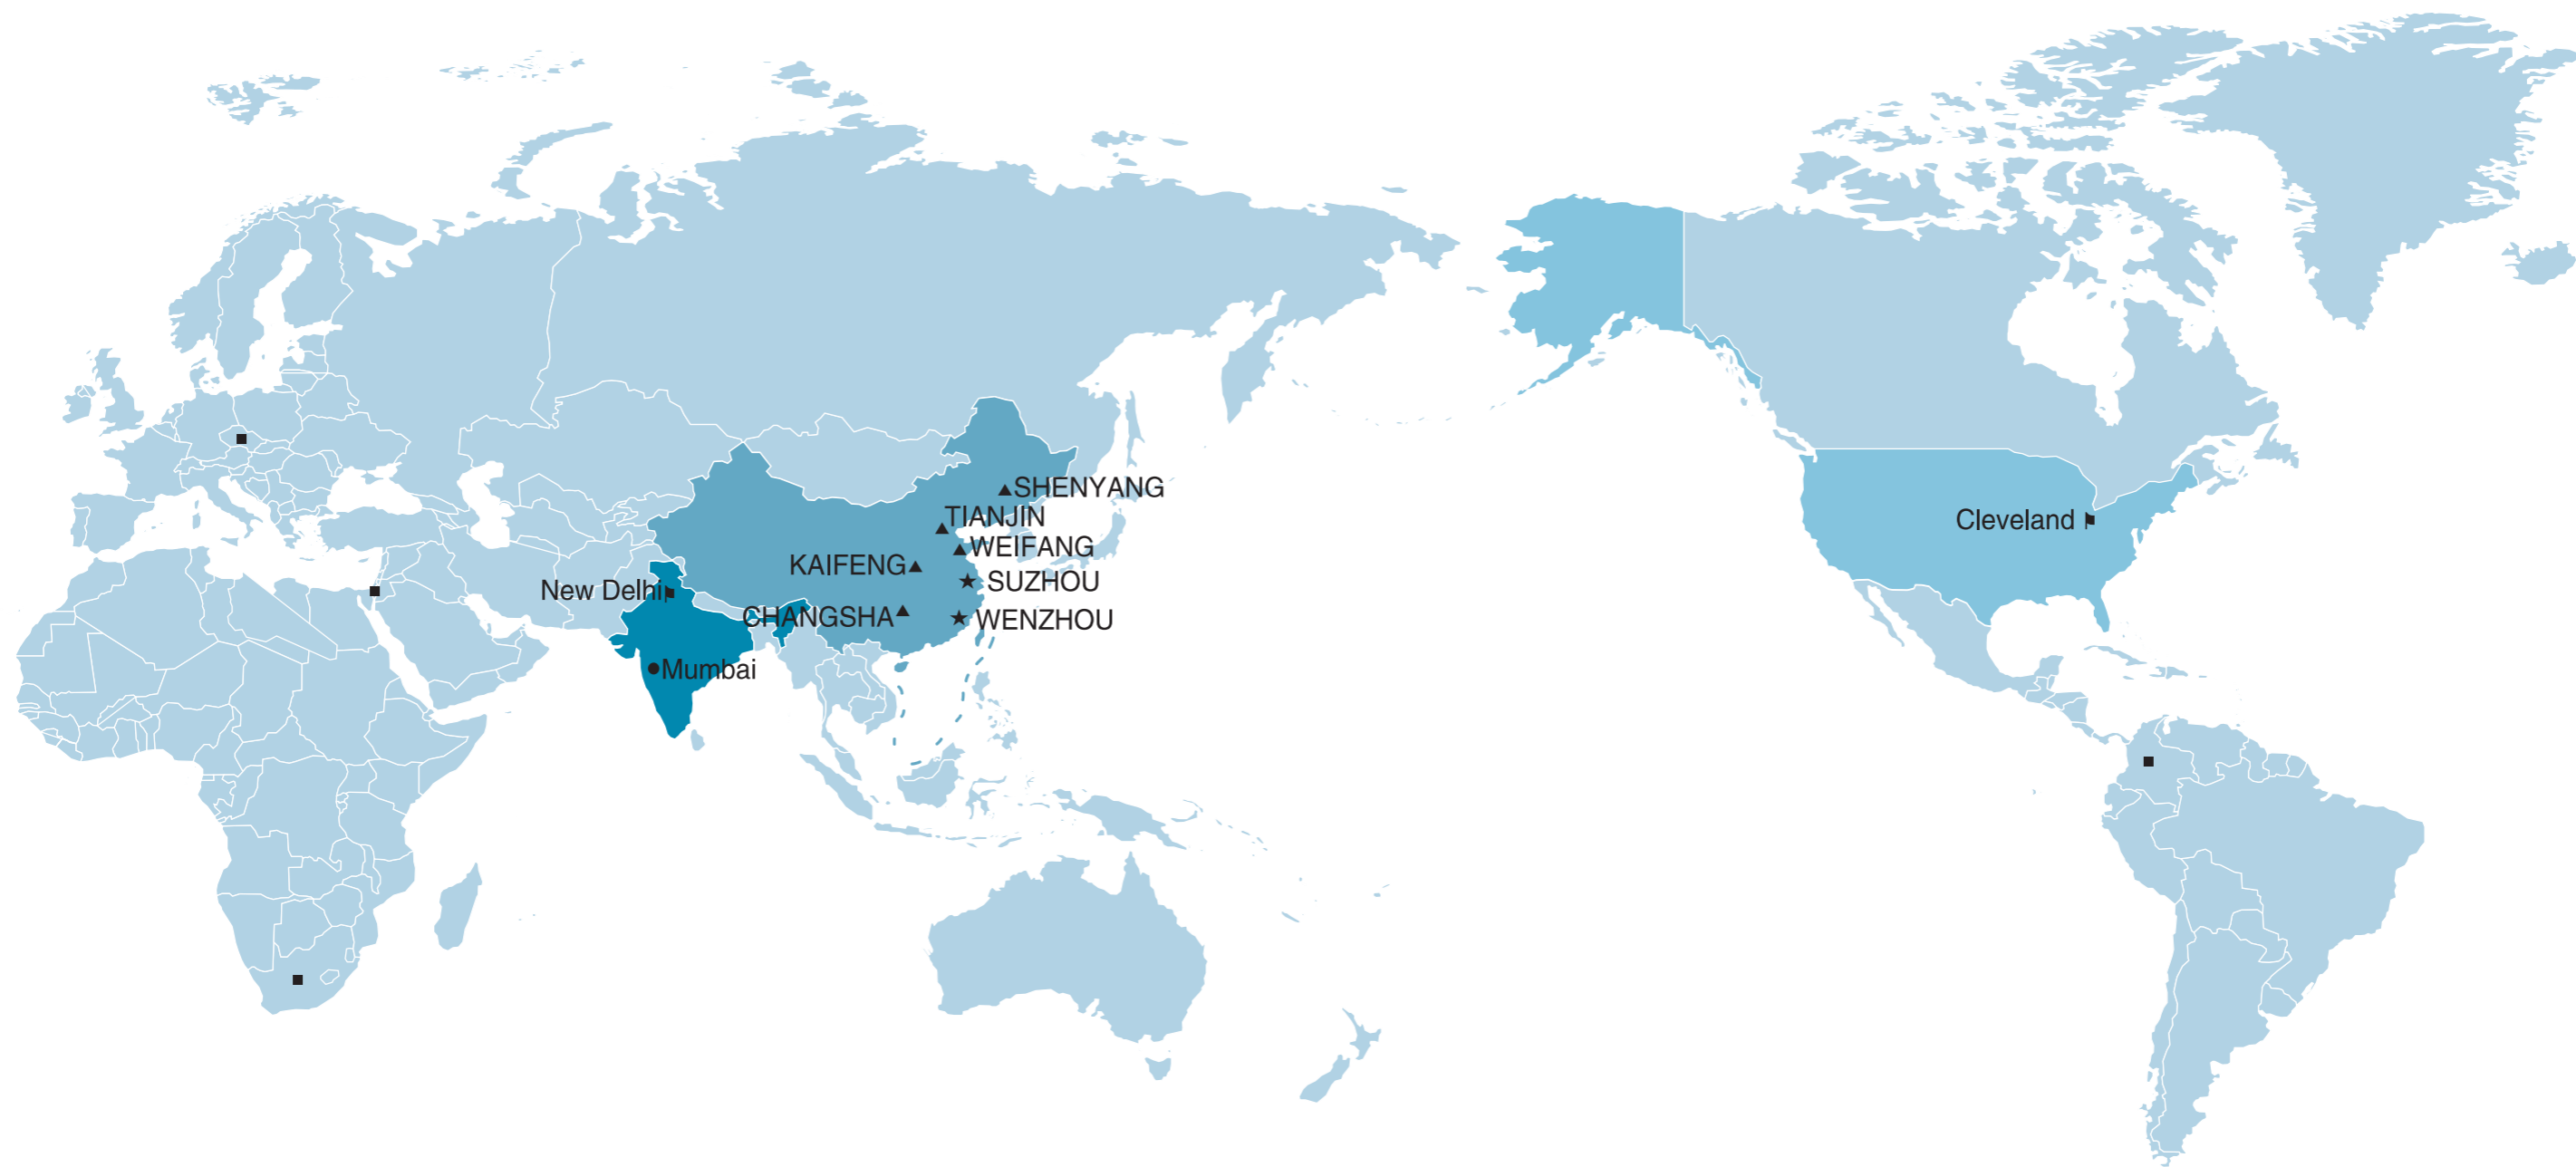 SHENYANG
TIANJIN
Cleveland
WEIFANG
KAIFENG
SUZHOU
New Delhi
CHANGSHA
WENZHOU
Mumbai